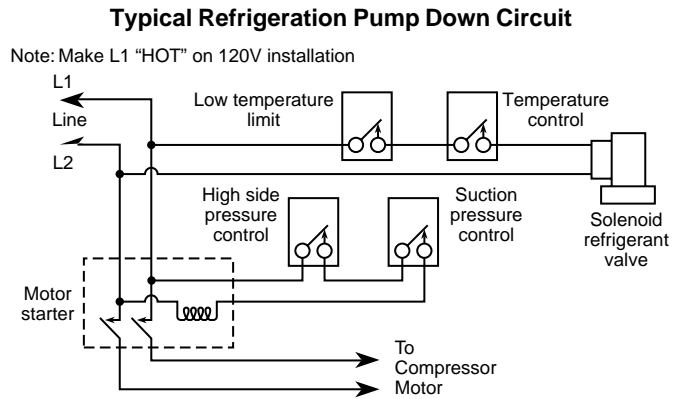 Typical Refrigeration Pump Down Circuit
Note: Make L1 “HOT” on 120V installation
L1
Line
L2
Low temperature
limit
Temperature
control
High side
pressure
control
Suction
pressure
control
Solenoid
refrigerant
valve
Motor
starter
To
Compressor
Motor